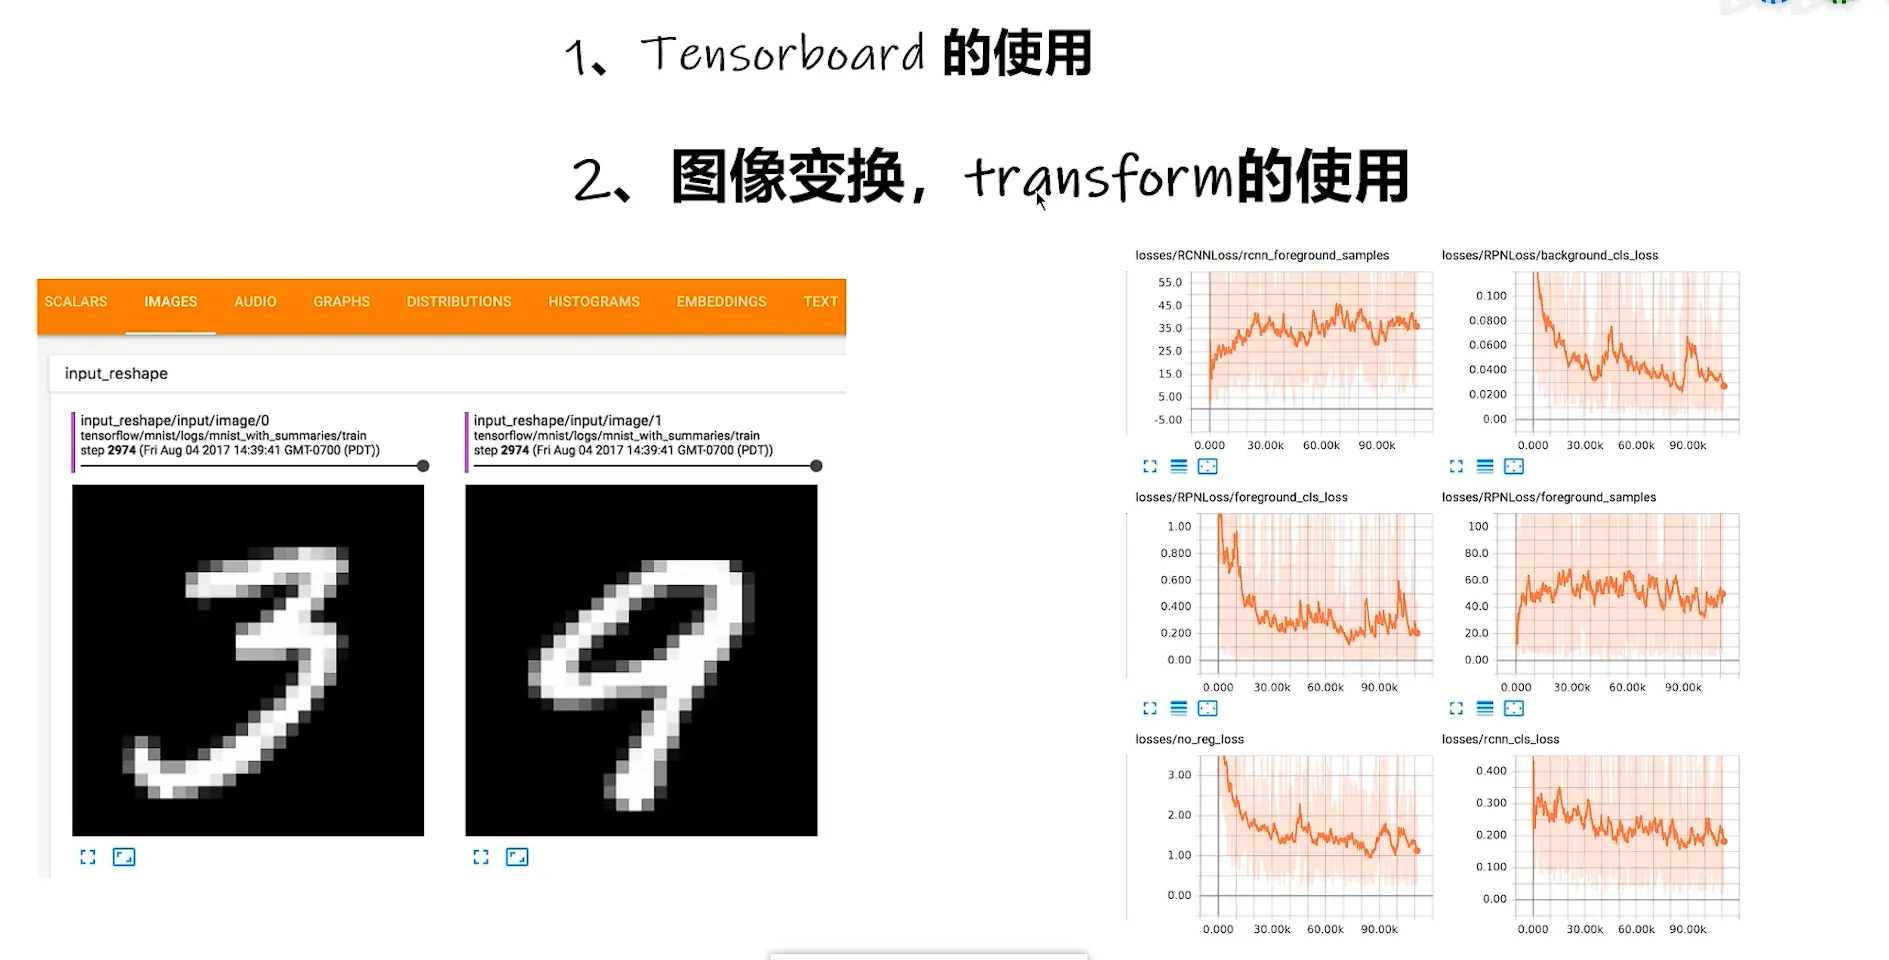 1、Tensorboard 的使用
2、图像变换，transform的使用
SCALARS IMAGES AUDIO GRAPHS DISTRIBUTIONS HISTOGRAMS EMBEDDINGS TEXT
input_reshape
input_reshape/input/image/0
tensorflow/mnist/logs/mnist_with_summaries/train
step 2974 (Fri Aug 04 2017 14:39:41 GMT-0700 (PDT))
input_reshape/input/image/1
tensorflow/mnist/logs/mnist_with_summaries/train
step 2974 (Fri Aug 04 2017 14:39:41 GMT-0700 (PDT))
3
9
losses/RCNNLoss/rcnn_foreground_samples
55.0
45.0
35.0
25.0
15.0
5.00
-5.00
0.000 30.00k 60.00k 90.00k
losses/RPNLoss/background_cls_loss
0.100
0.0800
0.0600
0.0400
0.0200
0.00
0.000 30.00k 60.00k 90.00k
losses/RPNLoss/foreground_cls_loss
1.00
0.800
0.600
0.400
0.200
0.00
0.000 30.00k 60.00k 90.00k
losses/RPNLoss/foreground_samples
100
80.0
60.0
40.0
20.0
0.00
0.000 30.00k 60.00k 90.00k
losses/no_reg_loss
3.00
2.00
1.00
0.00
0.000 30.00k 60.00k 90.00k
losses/rcnn_cls_loss
0.400
0.300
0.200
0.100
0.00
0.000 30.00k 60.00k 90.00k